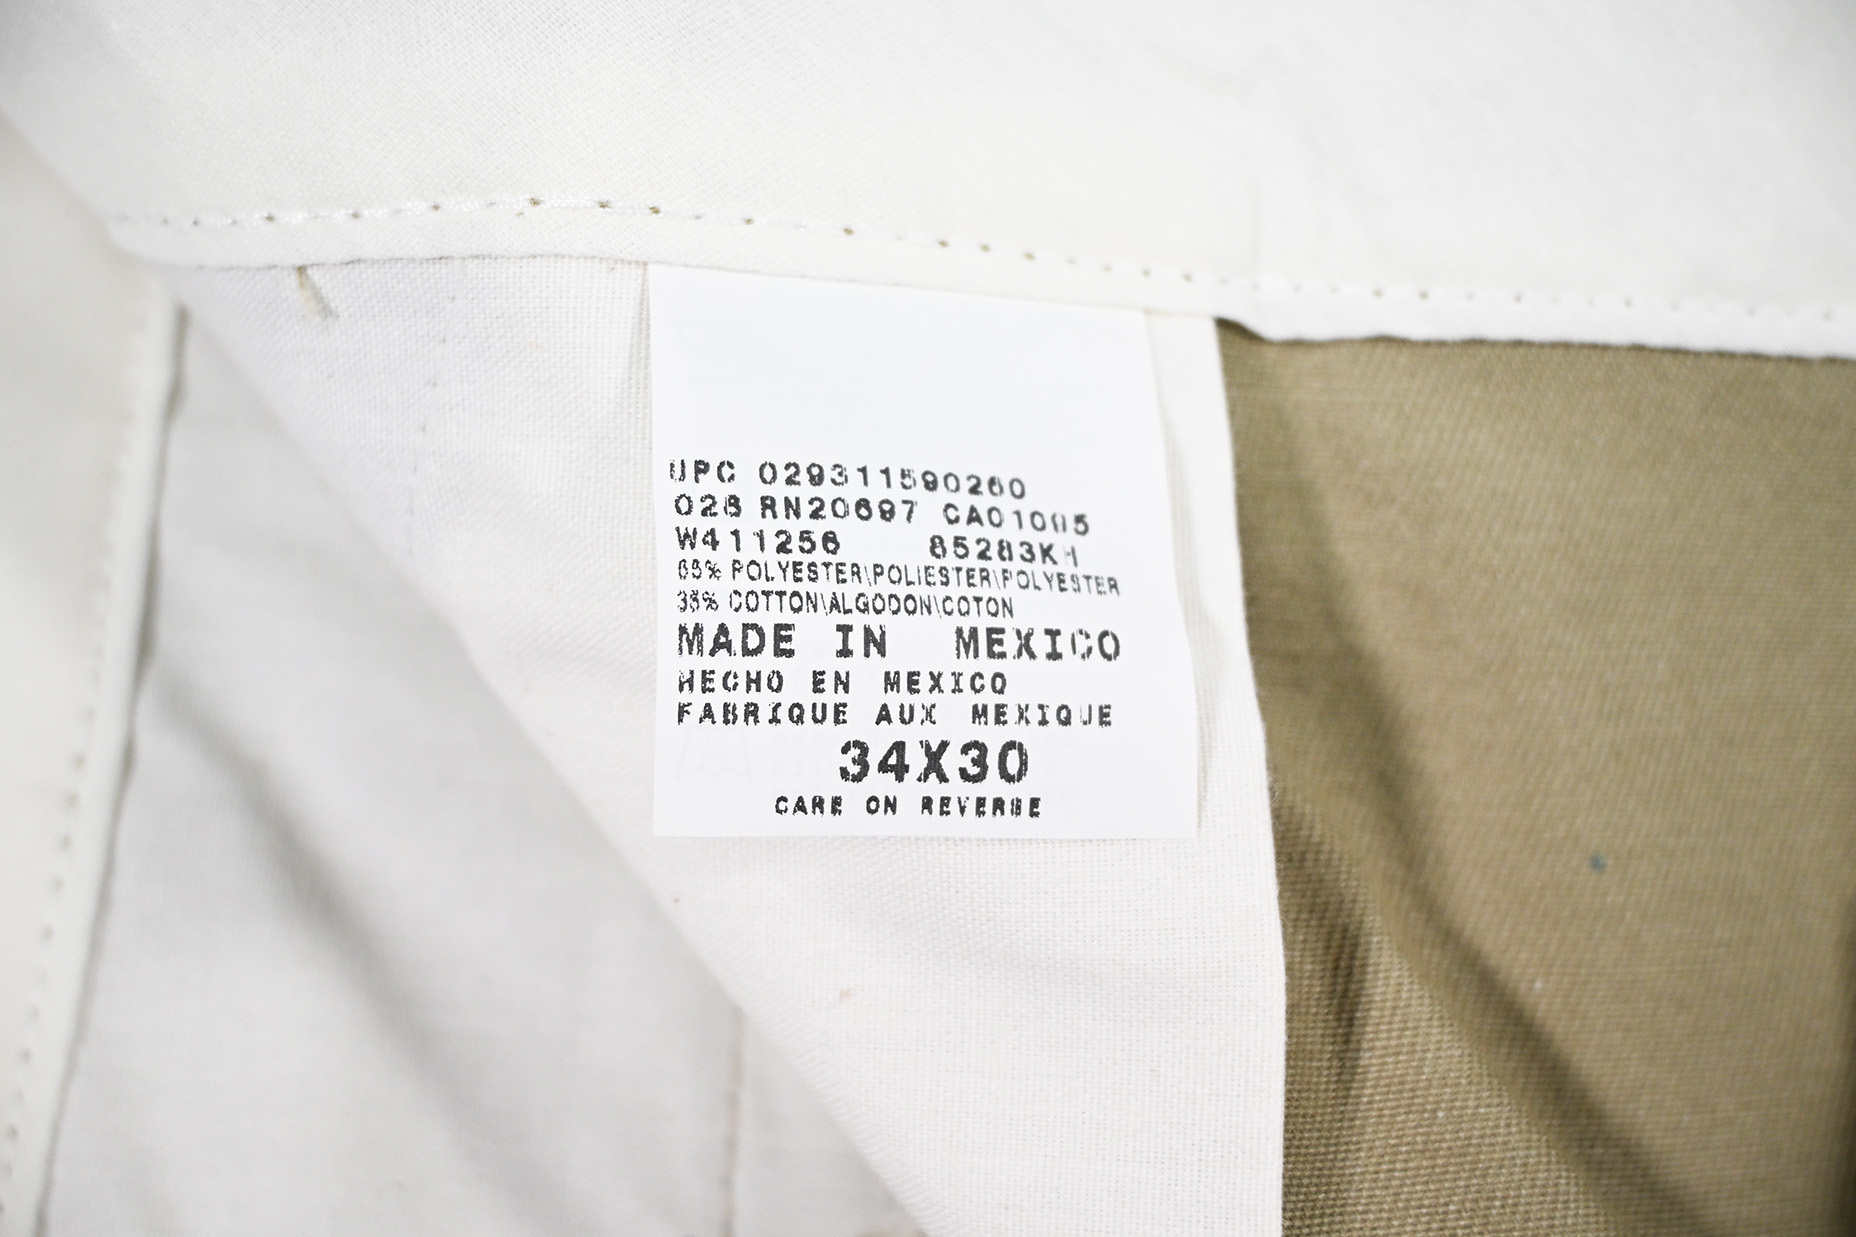 UPC 029311590260
028 RN20697 CA01005
W411256 85283KH
65% POLYESTER\POLIESTER\POLYESTER
35% COTTON\ALGODON\COTON
MADE IN MEXICO
HECHO EN MEXICO
FABRIQUE AUX MEXIQUE
34X30
CARE ON REVERSE